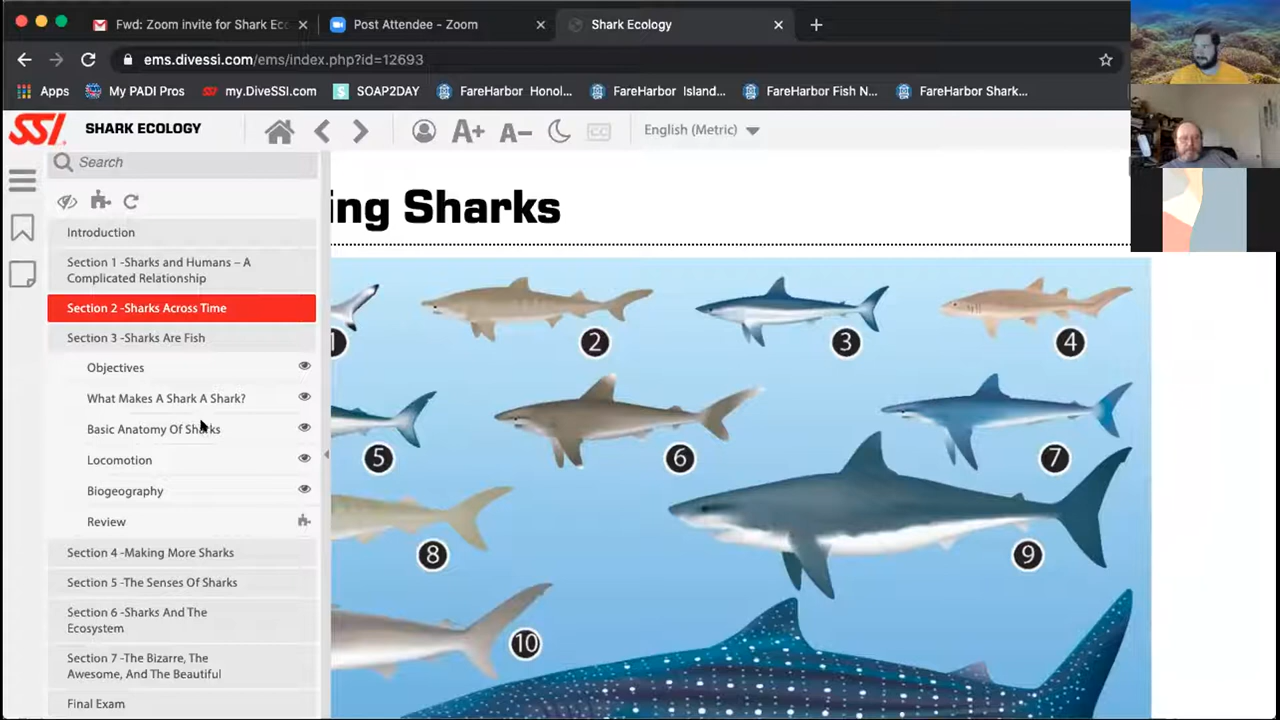 Fwd: Zoom invite for Shark Ec
Post Attendee - Zoom
Shark Ecology
ems.divessi.com/ems/index.php?id=12693
Apps
My PADI Pros
my.DiveSSI.com
SOAP2DAY
FareHarbor Honol...
FareHarbor Island...
FareHarbor Fish N...
FareHarbor Shark...
SSI
SHARK ECOLOGY
A+
A-
CC
English (Metric)
Search
Introduction
Section 1 -Sharks and Humans – A
Complicated Relationship
Section 2 -Sharks Across Time
Section 3 -Sharks Are Fish
Objectives
What Makes A Shark A Shark?
Basic Anatomy Of Sharks
Locomotion
Biogeography
Review
Section 4 -Making More Sharks
Section 5 -The Senses Of Sharks
Section 6 -Sharks And The
Ecosystem
Section 7 -The Bizarre, The
Awesome, And The Beautiful
Final Exam
ing Sharks
1
2
3
4
5
6
7
8
9
10